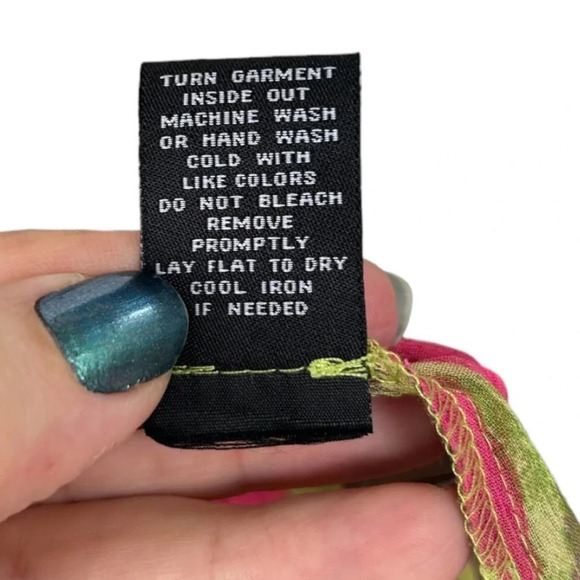 TURN GARMENT
INSIDE OUT
MACHINE WASH
OR HAND WASH
COLD WITH
LIKE COLORS
DO NOT BLEACH
REMOVE
PROMPTLY
LAY FLAT TO DRY
COOL IRON
IF NEEDED